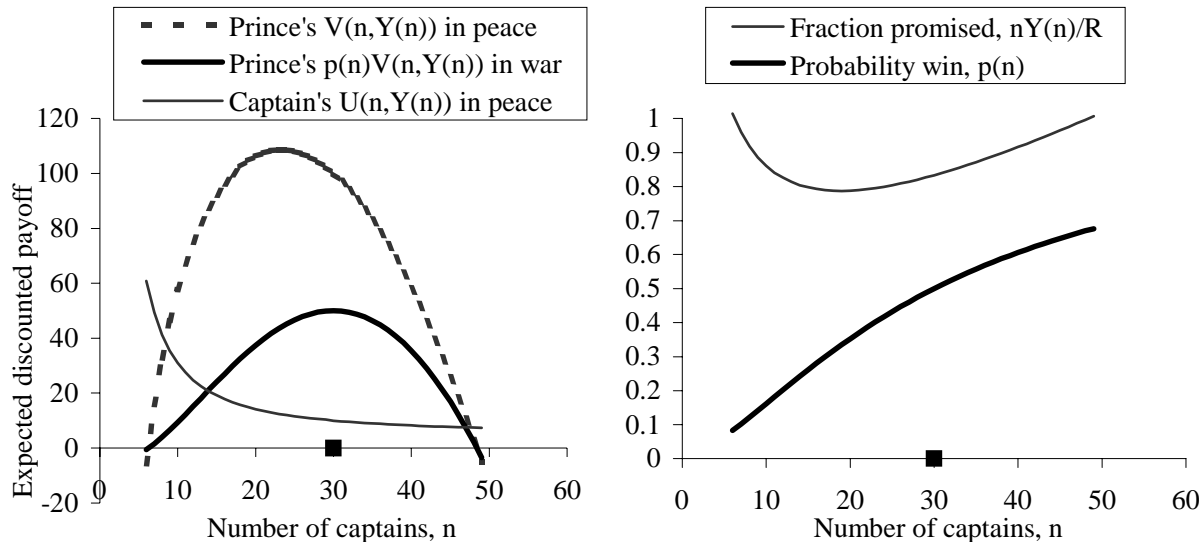 Prince's V(n,Y(n)) in peace
Prince's p(n)V(n,Y(n)) in war
Captain's U(n,Y(n)) in peace
Expected discounted payoff
120
100
80
60
40
20
0
-20
0 10 20 30 40 50 60
Number of captains, n
Fraction promised, nY(n)/R
Probability win, p(n)
1
0.9
0.8
0.7
0.6
0.5
0.4
0.3
0.2
0.1
0
0 10 20 30 40 50 60
Number of captains, n